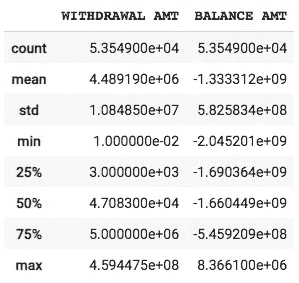 WITHDRAWAL AMT BALANCE AMT
count 5.354900e+04 5.354900e+04
mean 4.489190e+06 -1.333312e+09
std 1.084850e+07 5.825834e+08
min 1.000000e-02 -2.045201e+09
25% 3.000000e+03 -1.690364e+09
50% 4.708300e+04 -1.660449e+09
75% 5.000000e+06 -5.459209e+08
max 4.594475e+08 8.366100e+06